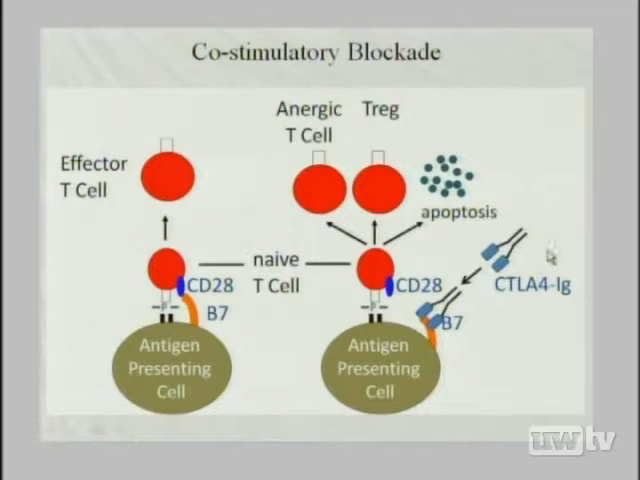 Co-stimulatory Blockade
Effector
T Cell
Anergic
T Cell
Treg
apoptosis
naive
T Cell
CD28
B7
CD28
B7
CTLA4-Ig
Antigen
Presenting
Cell
Antigen
Presenting
Cell
uwtv